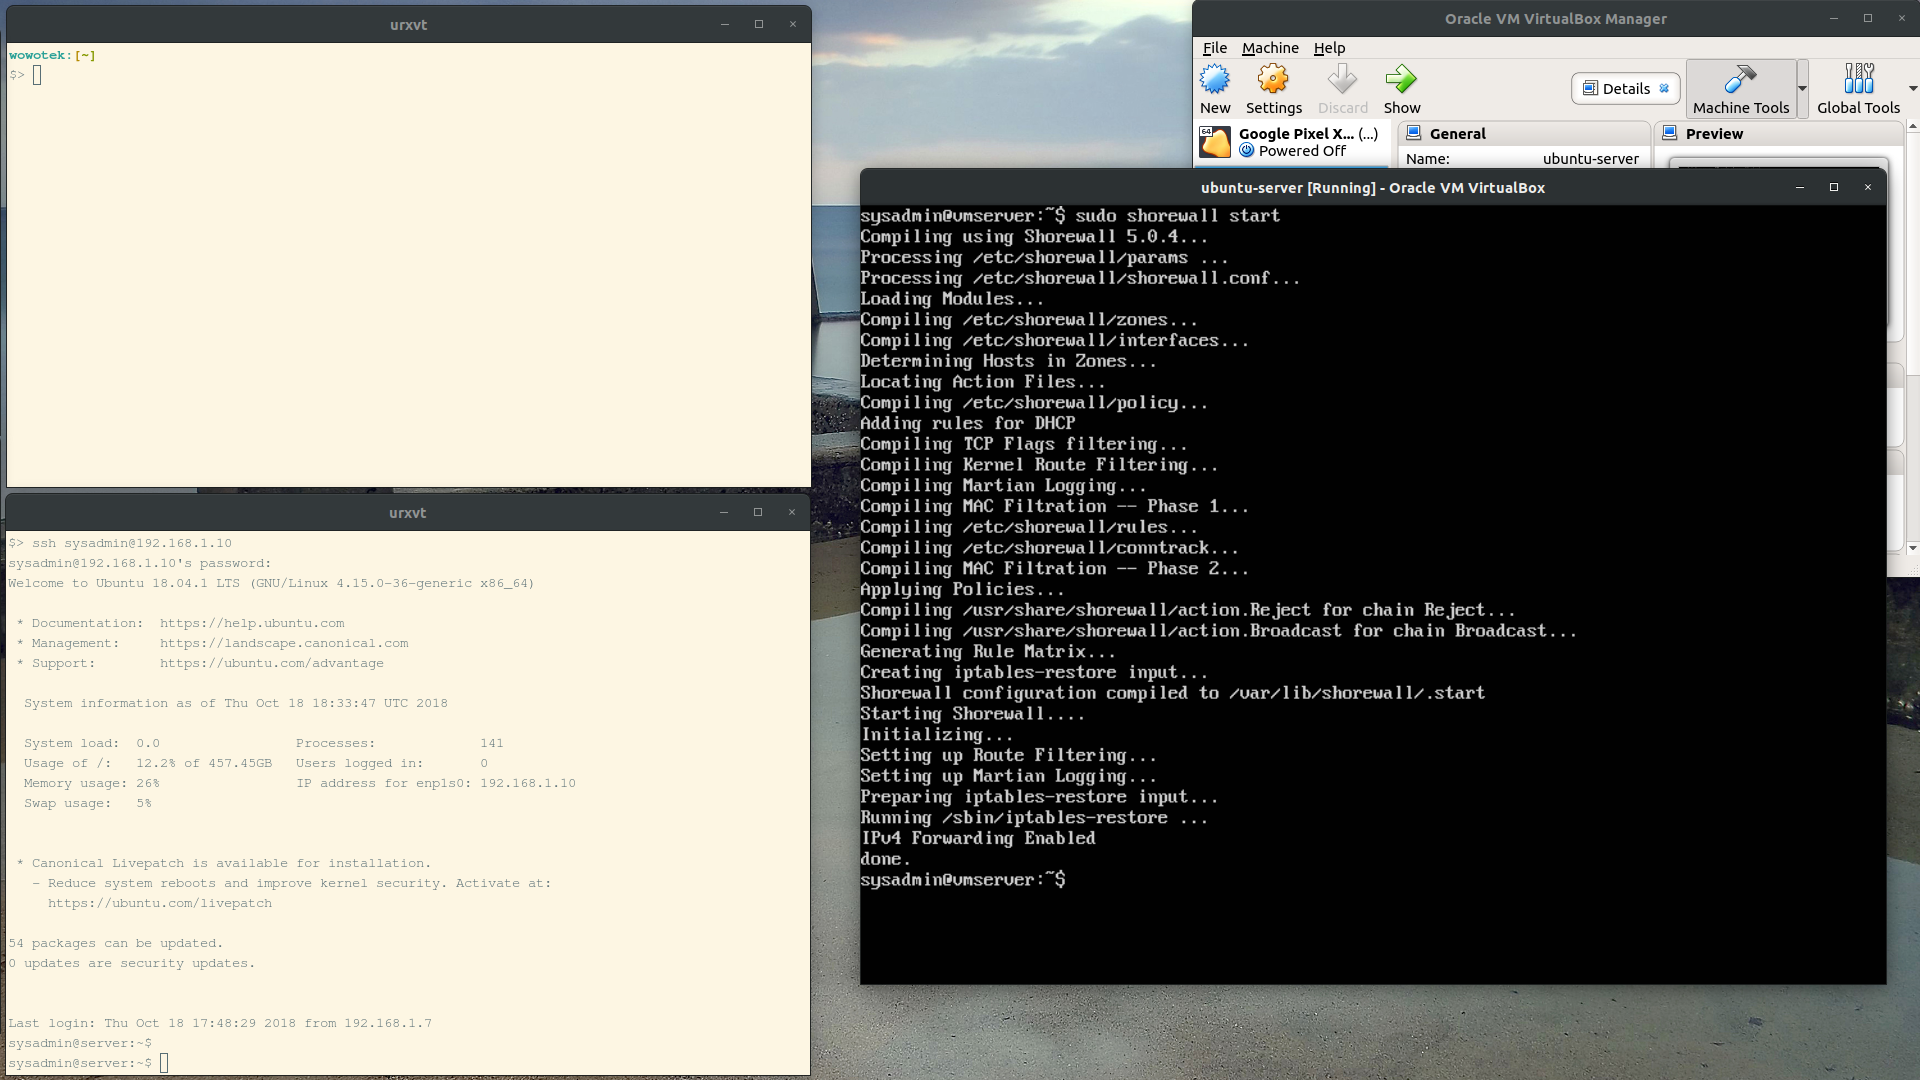 urxvt
wowotek:[~]
$>
urxvt
$> ssh sysadmin@192.168.1.10
sysadmin@192.168.1.10's password:
Welcome to Ubuntu 18.04.1 LTS (GNU/Linux 4.15.0-36-generic x86_64)
* Documentation:  https://help.ubuntu.com
* Management:     https://landscape.canonical.com
* Support:        https://ubuntu.com/advantage
System information as of Thu Oct 18 18:33:47 UTC 2018
System load:  0.0                 Processes:             141
Usage of /:   12.2% of 457.45GB   Users logged in:       0
Memory usage: 26%                 IP address for enp1s0: 192.168.1.10
Swap usage:   5%
* Canonical Livepatch is available for installation.
- Reduce system reboots and improve kernel security. Activate at:
https://ubuntu.com/livepatch
54 packages can be updated.
0 updates are security updates.
Last login: Thu Oct 18 17:48:29 2018 from 192.168.1.7
sysadmin@server:~$
sysadmin@server:~$
Oracle VM VirtualBox Manager
File Machine Help
New Settings Discard Show Details Machine Tools Global Tools
64 Google Pixel X... (...)
Powered Off
General
Name: ubuntu-server
Preview
ubuntu-server [Running] - Oracle VM VirtualBox
sysadmin@vmserver:~$ sudo shorewall start
Compiling using Shorewall 5.0.4...
Processing /etc/shorewall/params ...
Processing /etc/shorewall/shorewall.conf...
Loading Modules...
Compiling /etc/shorewall/zones...
Compiling /etc/shorewall/interfaces...
Determining Hosts in Zones...
Locating Action Files...
Compiling /etc/shorewall/policy...
Adding rules for DHCP
Compiling TCP Flags filtering...
Compiling Kernel Route Filtering...
Compiling Martian Logging...
Compiling MAC Filtration -- Phase 1...
Compiling /etc/shorewall/rules...
Compiling /etc/shorewall/conntrack...
Compiling MAC Filtration -- Phase 2...
Applying Policies...
Compiling /usr/share/shorewall/action.Reject for chain Reject...
Compiling /usr/share/shorewall/action.Broadcast for chain Broadcast...
Generating Rule Matrix...
Creating iptables-restore input...
Shorewall configuration compiled to /var/lib/shorewall/.start
Starting Shorewall....
Initializing...
Setting up Route Filtering...
Setting up Martian Logging...
Preparing iptables-restore input...
Running /sbin/iptables-restore ...
IPv4 Forwarding Enabled
done.
sysadmin@vmserver:~$